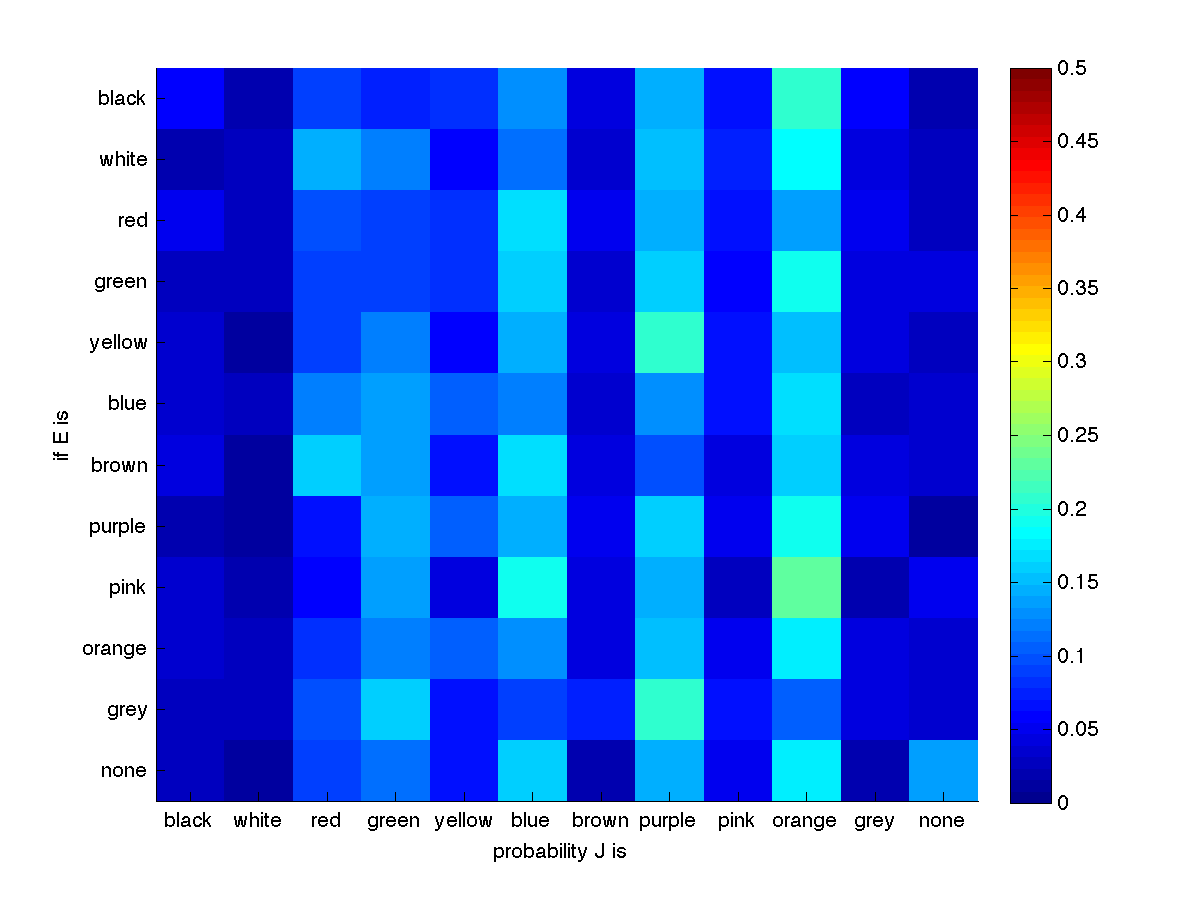 black
white
red
green
yellow
blue
brown
purple
pink
orange
grey
none
if E is
black white red green yellow blue brown purple pink orange grey none
probability J is
0.5
0.45
0.4
0.35
0.3
0.25
0.2
0.15
0.1
0.05
0